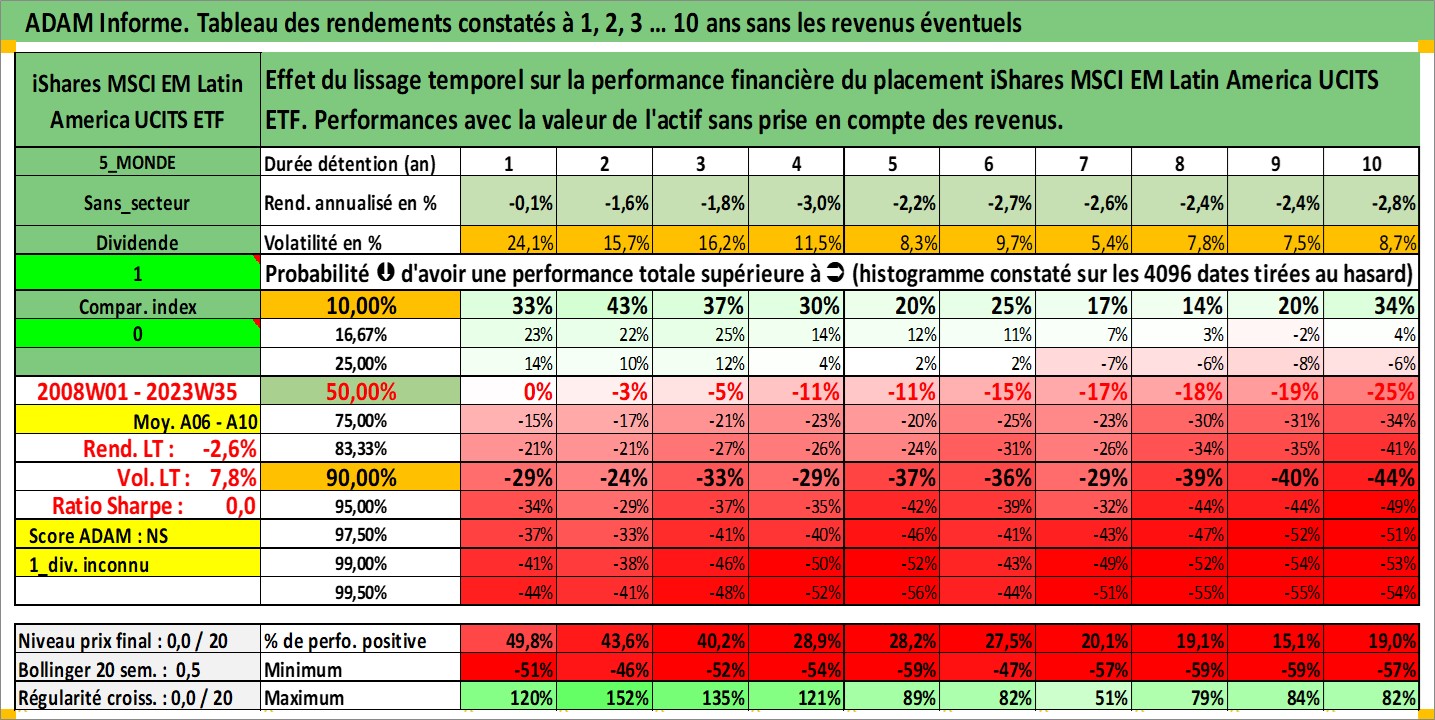 ADAM Informe. Tableau des rendements constatés à 1, 2, 3 ... 10 ans sans les revenus éventuels
iShares MSCI EM Latin America UCITS ETF
Effet du lissage temporel sur la performance financière du placement iShares MSCI EM Latin America UCITS
ETF. Performances avec la valeur de l'actif sans prise en compte des revenus.
5_MONDE Durée détention (an) 1 2 3 4 5 6 7 8 9 10
Sans_secteur Rend. annualisé en % -0,1% -1,6% -1,8% -3,0% -2,2% -2,7% -2,6% -2,4% -2,4% -2,8%
Dividende Volatilité en % 24,1% 15,7% 16,2% 11,5% 8,3% 9,7% 5,4% 7,8% 7,5% 8,7%
1 Probabilité ⬇ d'avoir une performance totale supérieure à ➲ (histogramme constaté sur les 4096 dates tirées au hasard)
Compar. index 10,00% 33% 43% 37% 30% 20% 25% 17% 14% 20% 34%
0 16,67% 23% 22% 25% 14% 12% 11% 7% 3% -2% 4%
25,00% 14% 10% 12% 4% 2% 2% -7% -6% -8% -6%
2008W01 - 2023W35 50,00% 0% -3% -5% -11% -11% -15% -17% -18% -19% -25%
Moy. A06 - A10 75,00% -15% -17% -21% -23% -20% -25% -23% -30% -31% -34%
Rend. LT : -2,6% 83,33% -21% -21% -27% -26% -24% -31% -26% -34% -35% -41%
Vol. LT : 7,8% 90,00% -29% -24% -33% -29% -37% -36% -29% -39% -40% -44%
Ratio Sharpe : 0,0 95,00% -34% -29% -37% -35% -42% -39% -32% -44% -44% -49%
Score ADAM : NS 97,50% -37% -33% -41% -40% -46% -41% -43% -47% -52% -51%
1_div. inconnu 99,00% -41% -38% -46% -50% -52% -43% -49% -52% -54% -53%
99,50% -44% -41% -48% -52% -56% -44% -51% -55% -55% -54%
Niveau prix final : 0,0 / 20 % de perfo. positive 49,8% 43,6% 40,2% 28,9% 28,2% 27,5% 20,1% 19,1% 15,1% 19,0%
Bollinger 20 sem. : 0,5 Minimum -51% -46% -52% -54% -59% -47% -57% -59% -59% -57%
Régularité croiss. : 0,0 / 20 Maximum 120% 152% 135% 121% 89% 82% 51% 79% 84% 82%